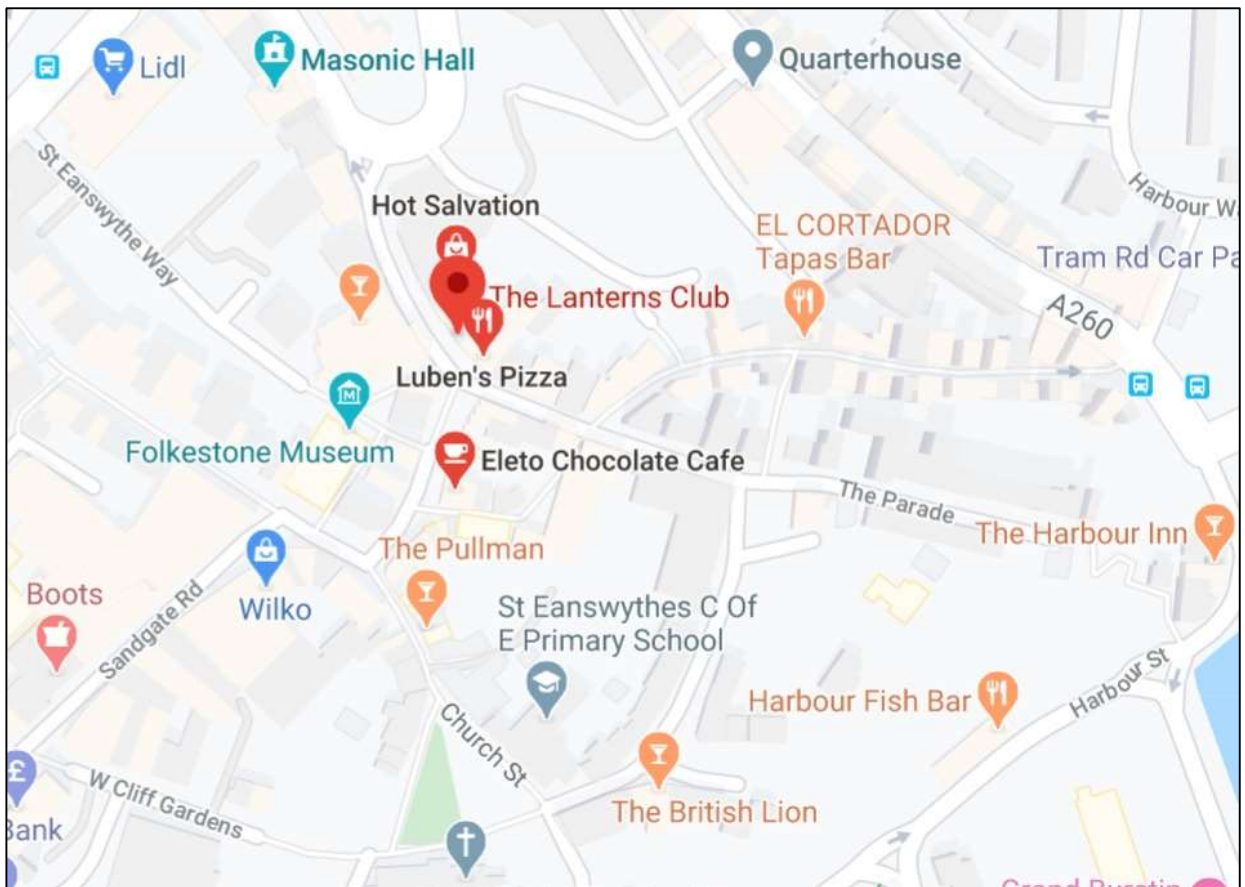 Lidl
Masonic Hall
Quarterhouse
St Eanswythe Way
Harbour W
Hot Salvation
EL CORTADOR
Tapas Bar
Tram Rd Car Pa
The Lanterns Club
A260
Luben's Pizza
Folkestone Museum
M
Eleto Chocolate Cafe
The Parade
The Harbour Inn
The Pullman
Boots
Wilko
Sandgate Rd
St Eanswythes C Of
E Primary School
Harbour Fish Bar
Harbour St
Church St
£
Bank
W Cliff Gardens
The British Lion